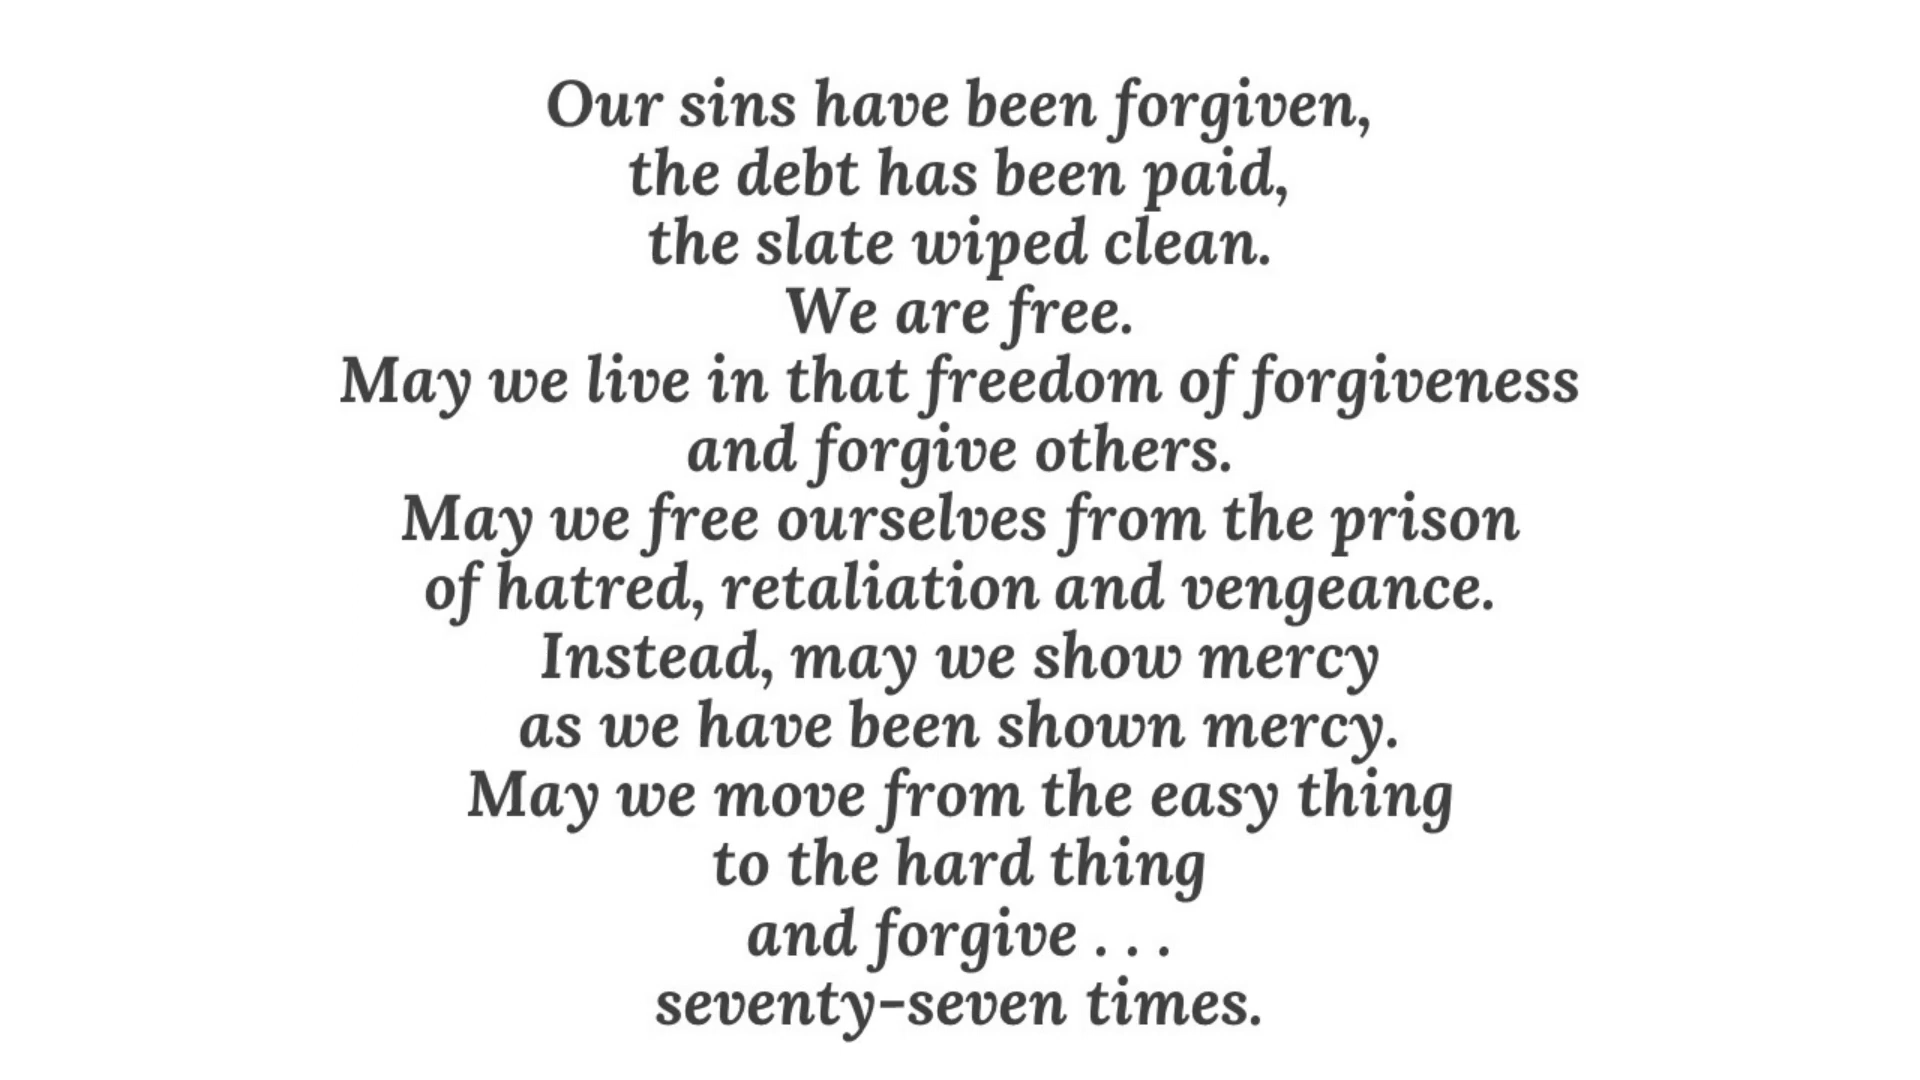 Our sins have been forgiven,
the debt has been paid,
the slate wiped clean.
We are free.
May we live in that freedom of forgiveness
and forgive others.
May we free ourselves from the prison
of hatred, retaliation and vengeance.
Instead, may we show mercy
as we have been shown mercy.
May we move from the easy thing
to the hard thing
and forgive . . .
seventy-seven times.